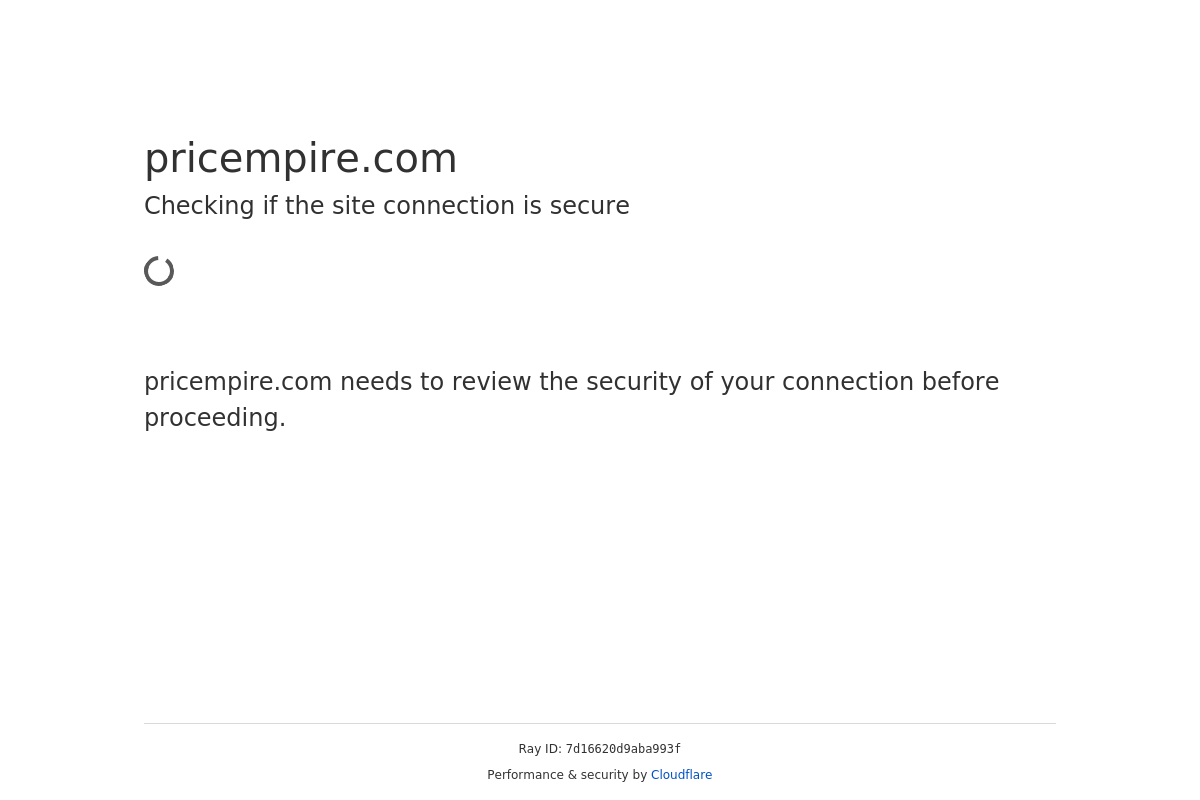 pricempire.com
Checking if the site connection is secure
pricempire.com needs to review the security of your connection before
proceeding.
Ray ID: 7d16620d9aba993f
Performance & security by Cloudflare